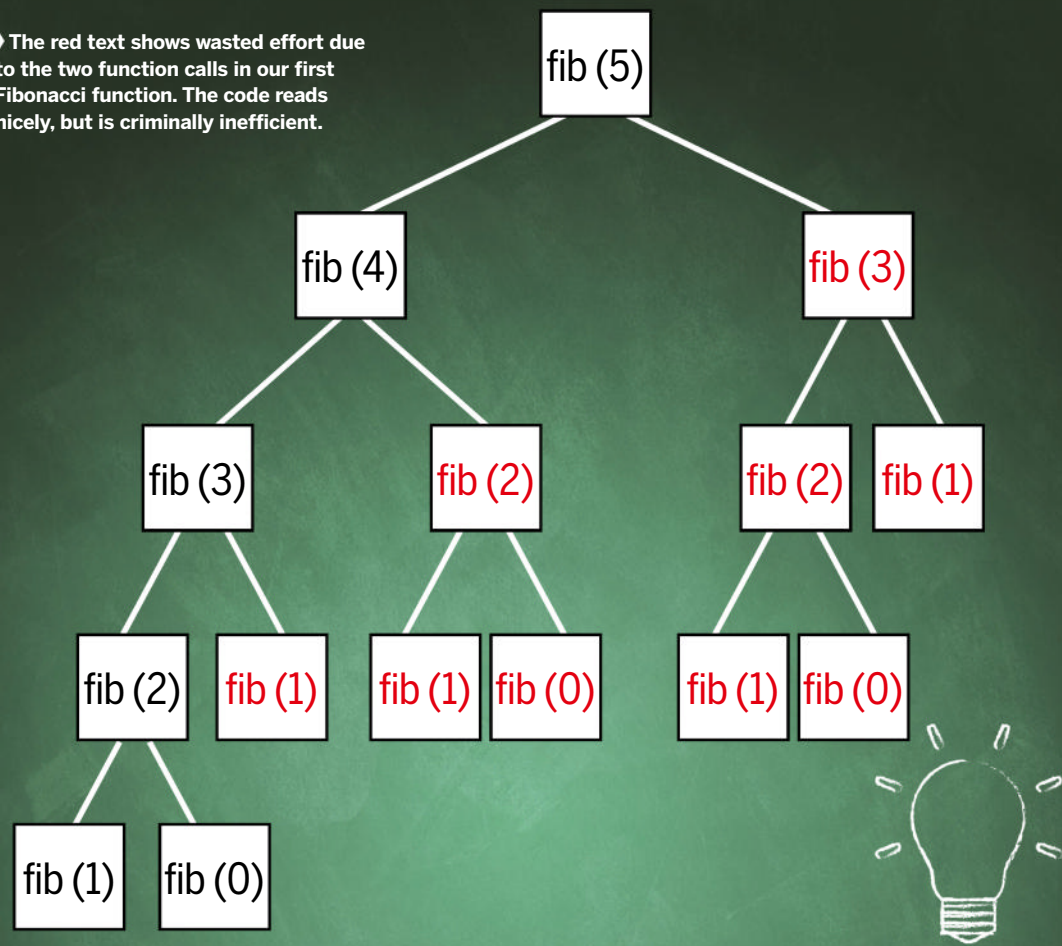 The red text shows wasted effort due
to the two function calls in our first
Fibonacci function. The code reads
nicely, but is criminally inefficient.
fib (5)
fib (4)
fib (3)
fib (3)
fib (2)
fib (2)
fib (1)
fib (2)
fib (1)
fib (1)
fib (0)
fib (1)
fib (0)
fib (1)
fib (0)